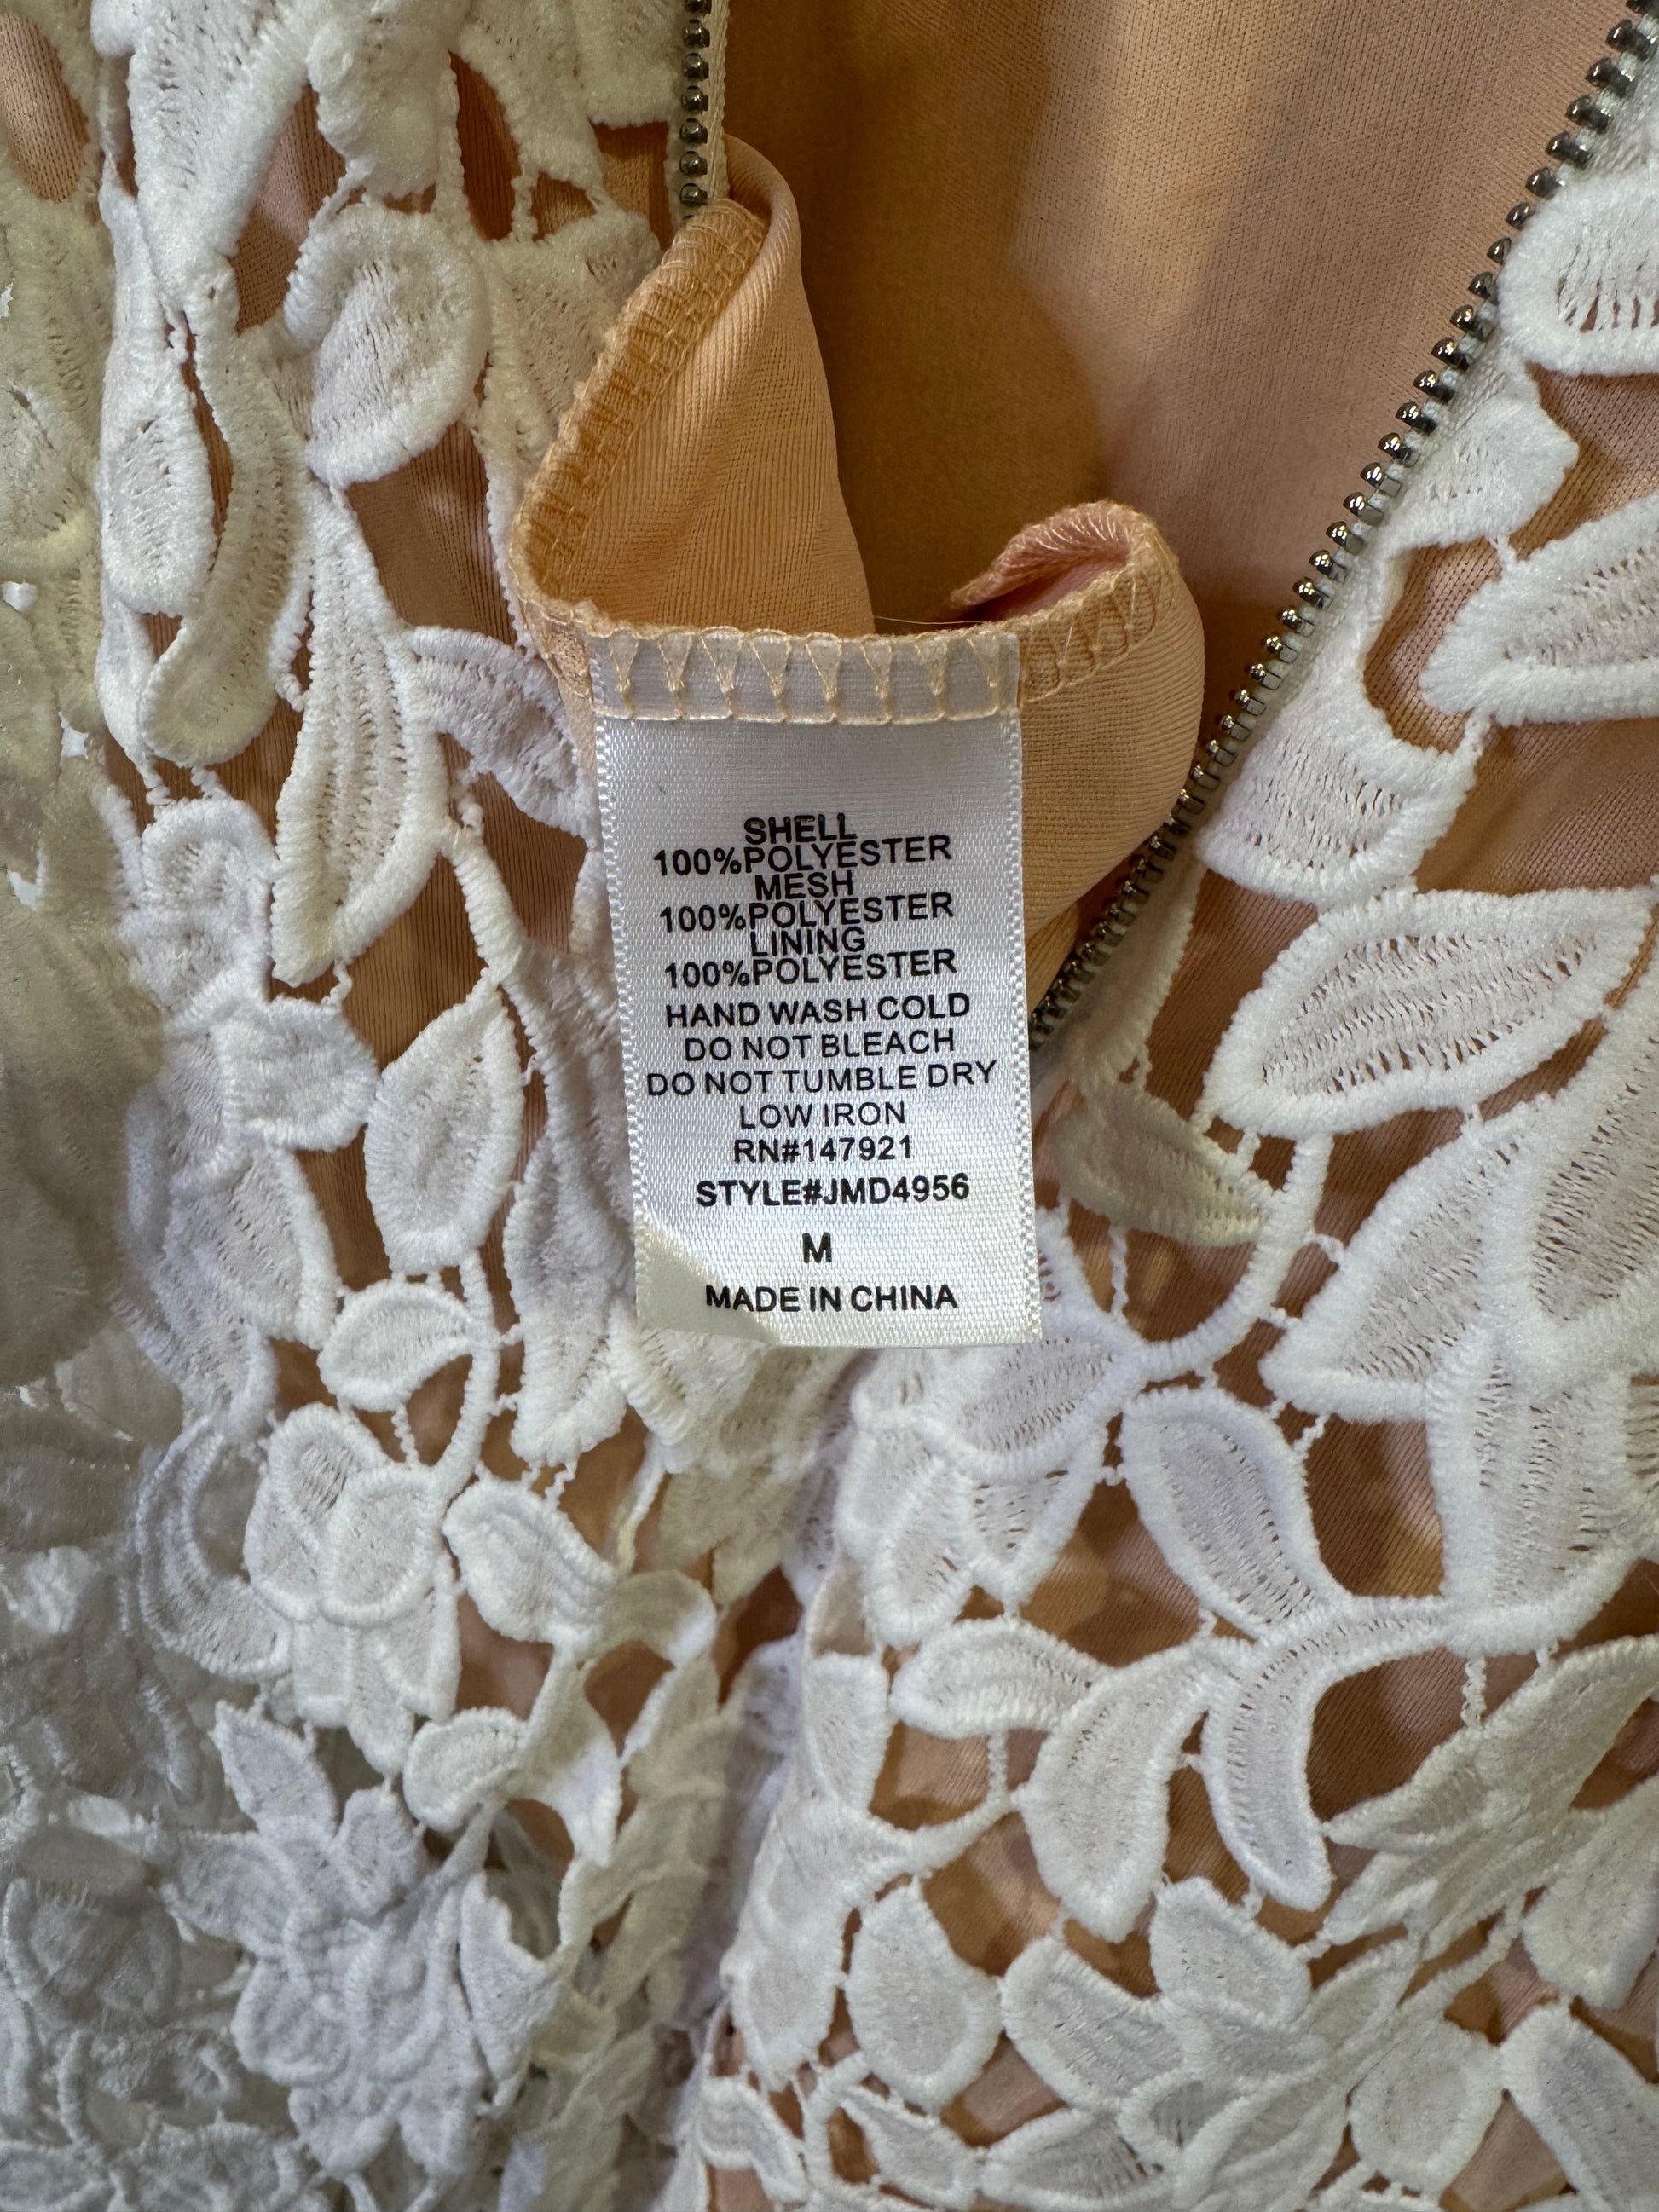 SHELL
100%POLYESTER
MESH
100%POLYESTER
LINING
100%POLYESTER
HAND WASH COLD
DO NOT BLEACH
DO NOT TUMBLE DRY
LOW IRON
RN#147921
STYLE#JMD4956
M
MADE IN CHINA